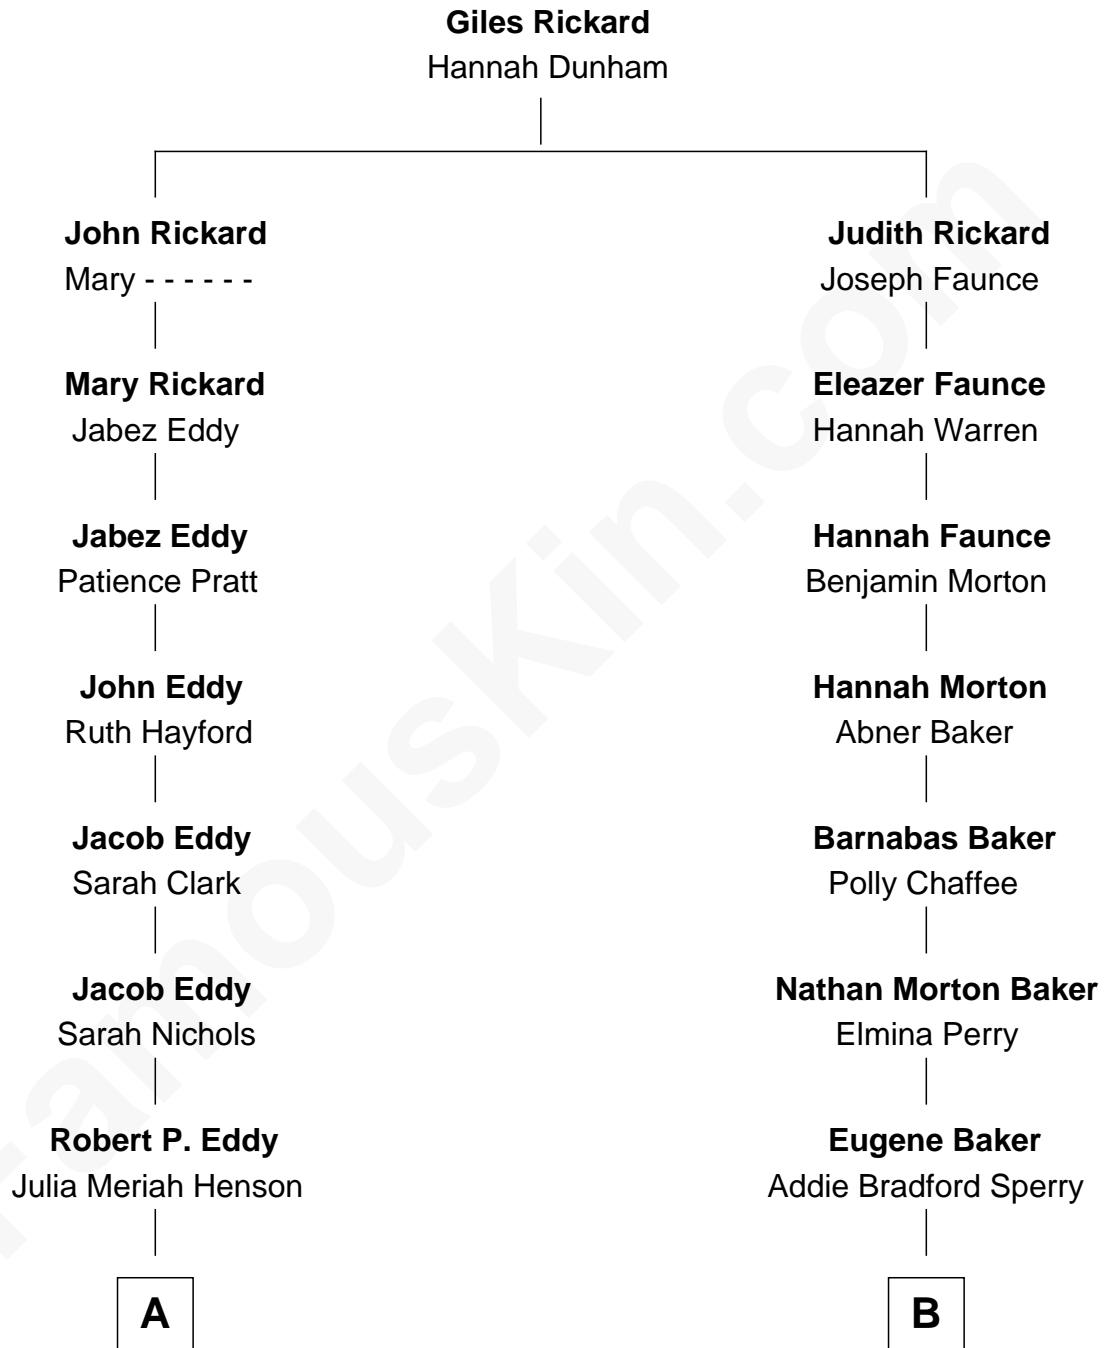 Giles Rickard
Hannah Dunham
John Rickard
Mary - - - - - -
Judith Rickard
Joseph Faunce
Mary Rickard
Jabez Eddy
Eleazer Faunce
Hannah Warren
Jabez Eddy
Patience Pratt
Hannah Faunce
Benjamin Morton
John Eddy
Ruth Hayford
Hannah Morton
Abner Baker
Jacob Eddy
Sarah Clark
Barnabas Baker
Polly Chaffee
Jacob Eddy
Sarah Nichols
Nathan Morton Baker
Elmina Perry
Robert P. Eddy
Julia Meriah Henson
Eugene Baker
Addie Bradford Sperry
A
B
FamousKin.com